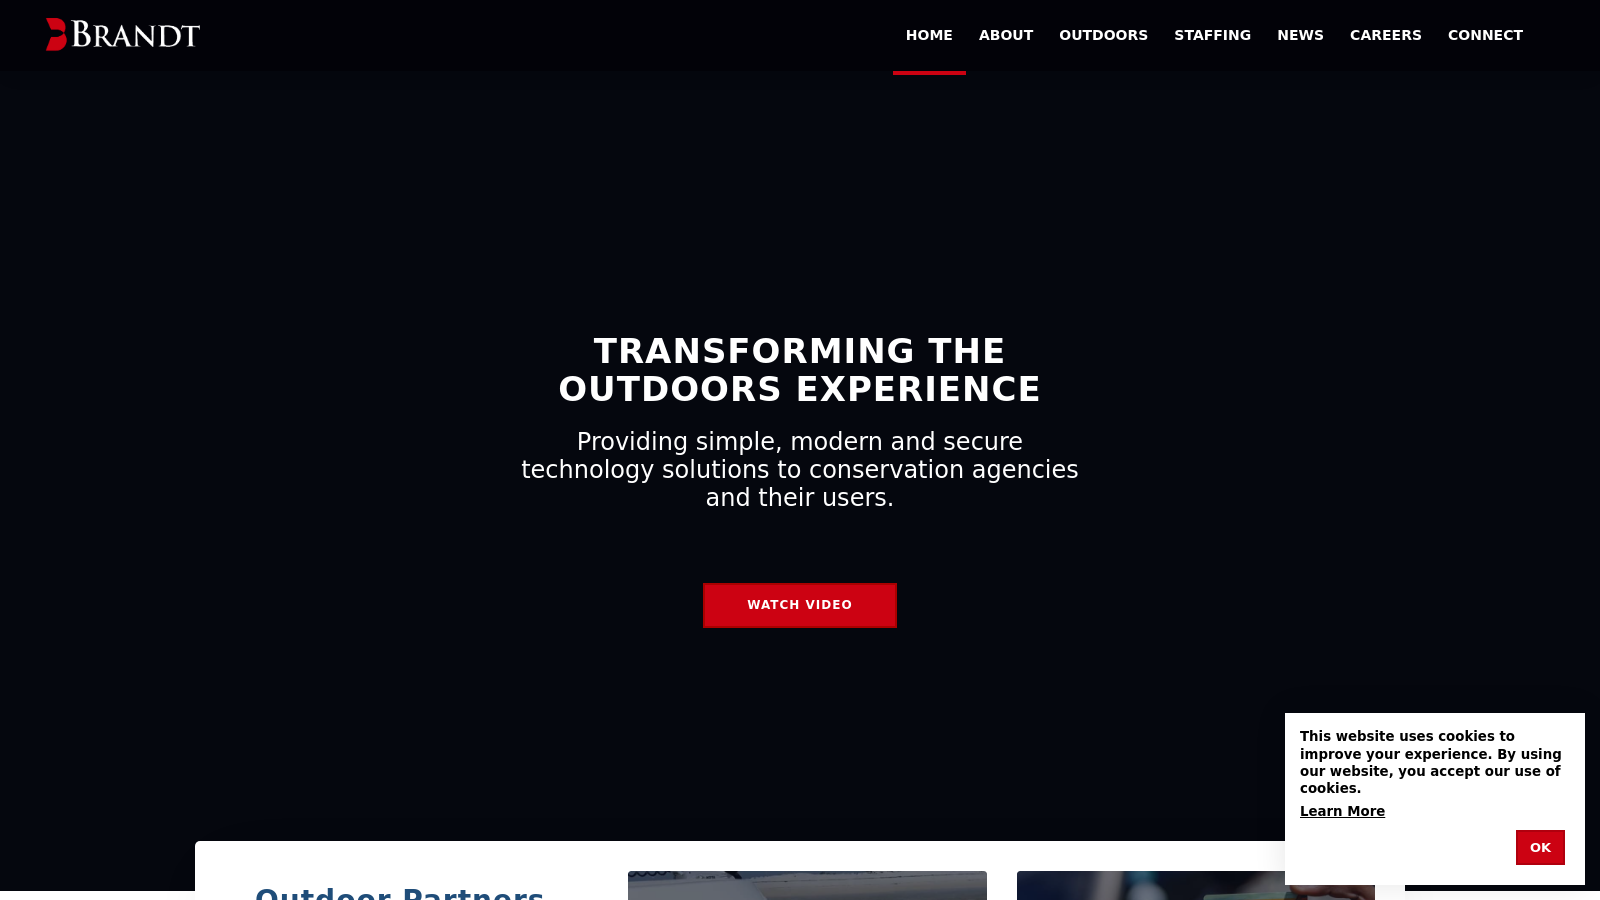 BRANDT
HOME ABOUT OUTDOORS STAFFING NEWS CAREERS CONNECT
TRANSFORMING THE
OUTDOORS EXPERIENCE
Providing simple, modern and secure
technology solutions to conservation agencies
and their users.
WATCH VIDEO
This website uses cookies to
improve your experience. By using
our website, you accept our use of
cookies.
Learn More
OK
Outdoor Partners